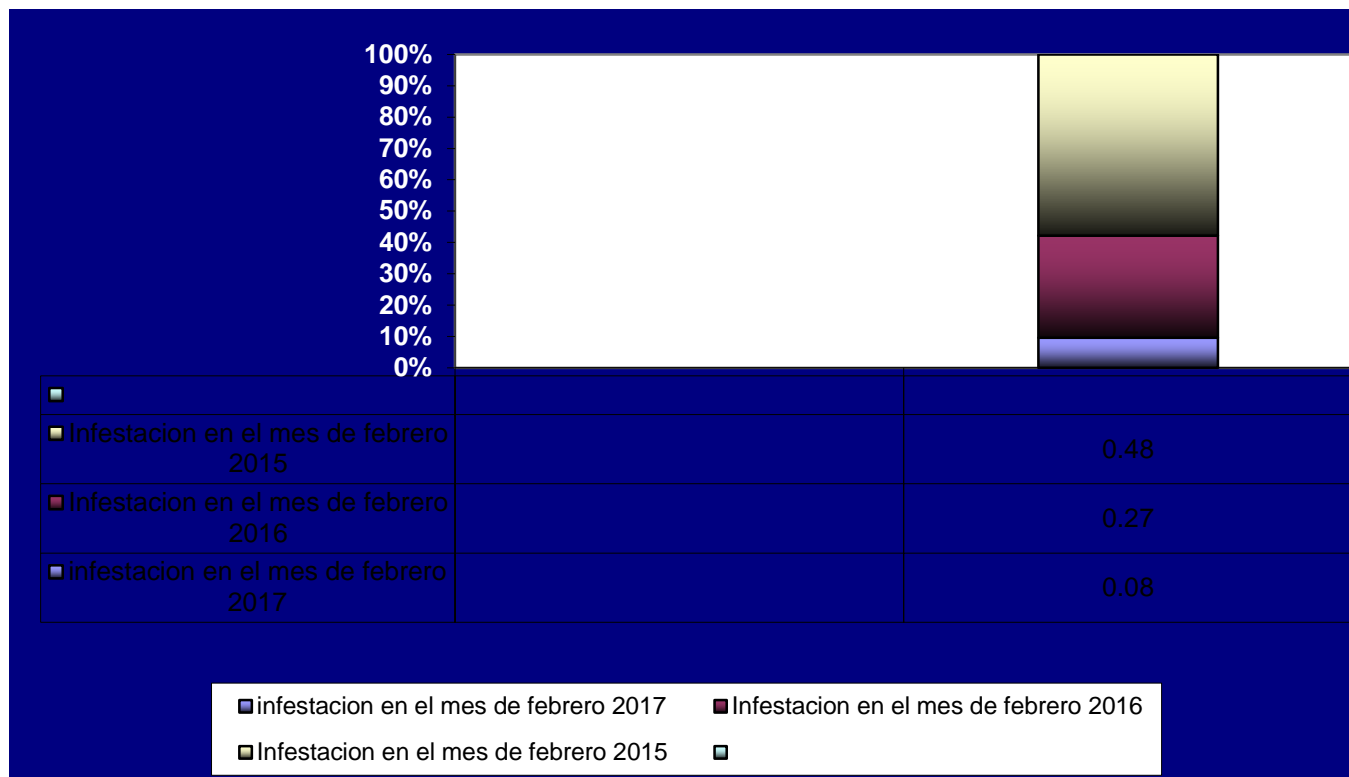 100%
90%
80%
70%
60%
50%
40%
30%
20%
10%
0%
Infestacion en el mes de febrero
2015
0.48
Infestacion en el mes de febrero
2016
0.27
infestacion en el mes de febrero
2017
0.08
infestacion en el mes de febrero 2017
Infestacion en el mes de febrero 2016
Infestacion en el mes de febrero 2015